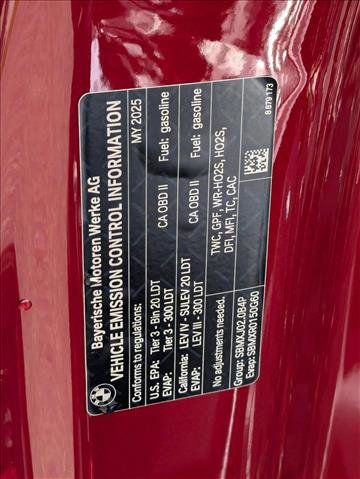 BMW
Bayerische Motoren Werke AG
VEHICLE EMISSION CONTROL INFORMATION
Conforms to regulations: MY 2025
U.S. EPA: Tier 3 - Bin 20 LDT CA OBD II Fuel: gasoline
EVAP: Tier 3 - 300 LDT
California: LEV IV - SULEV 20 LDT CA OBD II Fuel: gasoline
EVAP: LEV III - 300 LDT
No adjustments needed. TWC, GPF, WR-HO2S, HO2S,
DFI, MFI, TC, CAC
Group: SBMXJ02.0B4P
Evap: SBMXR0150G60
8 879 173